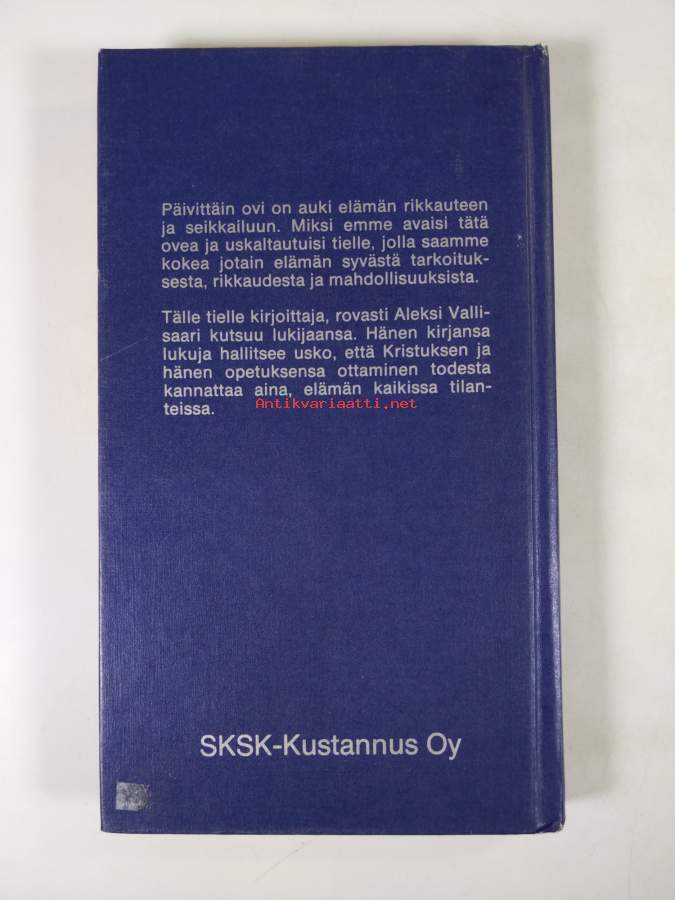 Päivittäin ovi on auki elämän rikkauteen
ja seikkailuun. Miksi emme avaisi tätä
ovea ja uskaltautuisi tielle, jolla saamme
kokea jotain elämän syvästä tarkoituk-
sesta, rikkaudesta ja mahdollisuuksista.
Tälle tielle kirjoittaja, rovasti Aleksi Valli-
saari kutsuu lukijaansa. Hänen kirjansa
lukuja hallitsee usko, että Kristuksen ja
hänen opetuksensa ottaminen todesta
kannattaa aina, elämän kaikissa tilan-
teissa.
Antikvariaatti.net
SKSK-Kustannus Oy